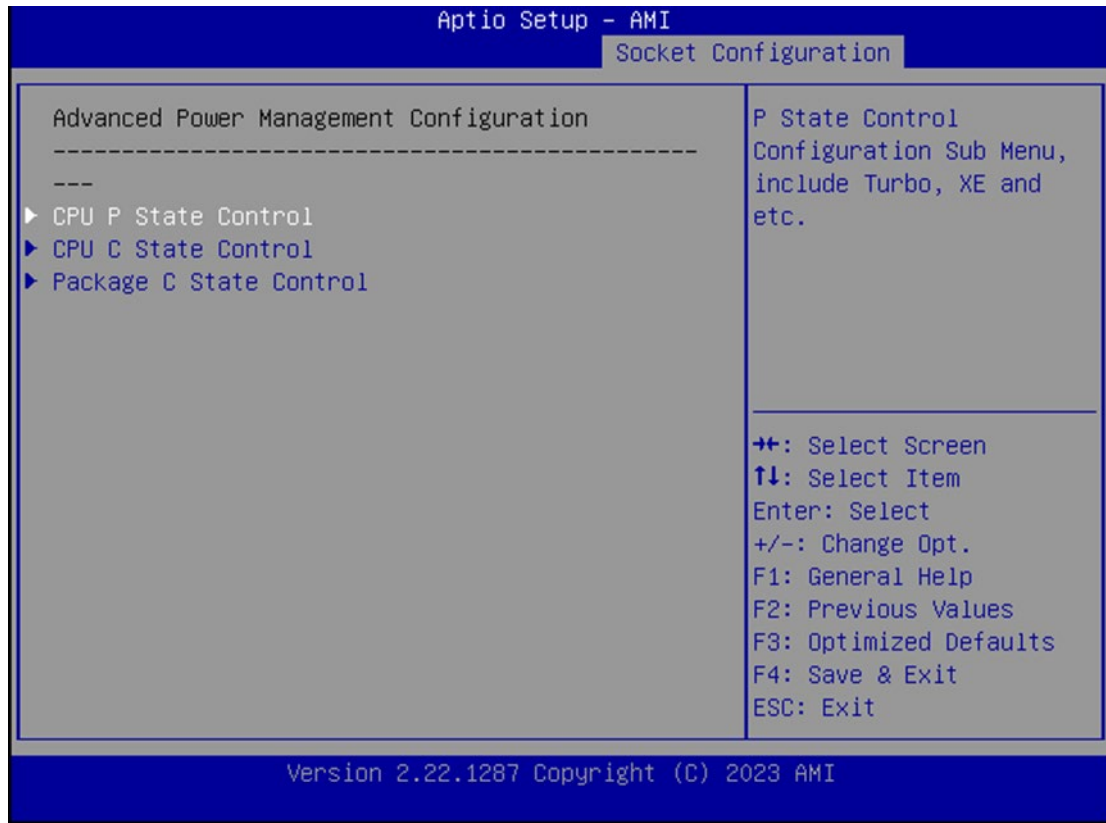 Aptio Setup – AMI
Socket Configuration
Advanced Power Management Configuration
-----------------------------------------------
---
▶ CPU P State Control
▶ CPU C State Control
▶ Package C State Control
P State Control
Configuration Sub Menu,
include Turbo, XE and
etc.
→←: Select Screen
↑↓: Select Item
Enter: Select
+/-: Change Opt.
F1: General Help
F2: Previous Values
F3: Optimized Defaults
F4: Save & Exit
ESC: Exit
Version 2.22.1287 Copyright (C) 2023 AMI